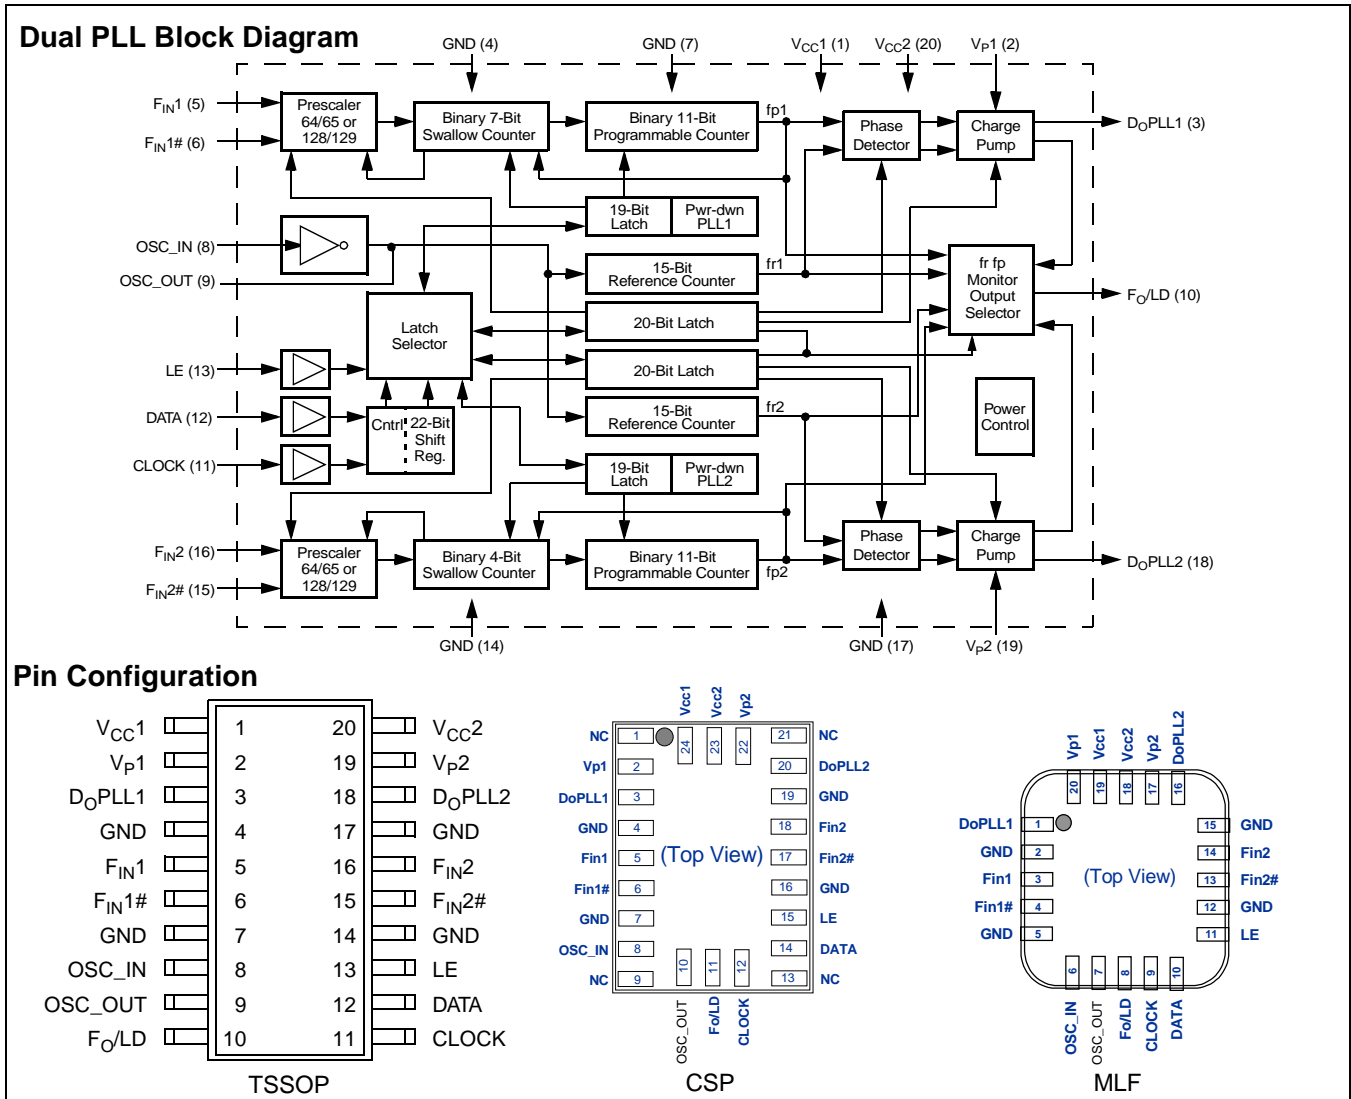 Dual PLL Block Diagram
GND (4)
GND (7)
VCC1 (1)
VCC2 (20)
VP1 (2)
FIN1 (5)
FIN1# (6)
Prescaler
64/65 or
128/129
Binary 7-Bit
Swallow Counter
Binary 11-Bit
Programmable Counter
fp1
Phase
Detector
Charge
Pump
DOPLL1 (3)
19-Bit
Latch
Pwr-dwn
PLL1
OSC_IN (8)
OSC_OUT (9)
15-Bit
Reference Counter
fr1
fr fp
Monitor
Output
Selector
FO/LD (10)
Latch
Selector
20-Bit Latch
20-Bit Latch
LE (13)
DATA (12)
CLOCK (11)
Cntrl
22-Bit
Shift
Reg.
15-Bit
Reference Counter
fr2
Power
Control
19-Bit
Latch
Pwr-dwn
PLL2
FIN2 (16)
FIN2# (15)
Prescaler
64/65 or
128/129
Binary 4-Bit
Swallow Counter
Binary 11-Bit
Programmable Counter
fp2
Phase
Detector
Charge
Pump
DOPLL2 (18)
GND (14)
GND (17)
VP2 (19)
Pin Configuration
VCC1 1 20 VCC2
VP1 2 19 VP2
DOPLL1 3 18 DOPLL2
GND 4 17 GND
FIN1 5 16 FIN2
FIN1# 6 15 FIN2#
GND 7 14 GND
OSC_IN 8 13 LE
OSC_OUT 9 12 DATA
FO/LD 10 11 CLOCK
TSSOP
Vcc1 Vcc2 Vp2
24 23 22
NC 1 21 NC
Vp1 2 20 DoPLL2
DoPLL1 3 19 GND
GND 4 18 Fin2
Fin1 5 (Top View) 17 Fin2#
Fin1# 6 16 GND
GND 7 15 LE
OSC_IN 8 14 DATA
NC 9 13 NC
10 11 12
OSC_OUT Fo/LD CLOCK
CSP
Vp1 Vcc1 Vcc2 Vp2 DoPLL2
20 19 18 17 16
DoPLL1 1 15 GND
GND 2 14 Fin2
Fin1 3 (Top View) 13 Fin2#
Fin1# 4 12 GND
GND 5 11 LE
6 7 8 9 10
OSC_IN OSC_OUT Fo/LD CLOCK DATA
MLF